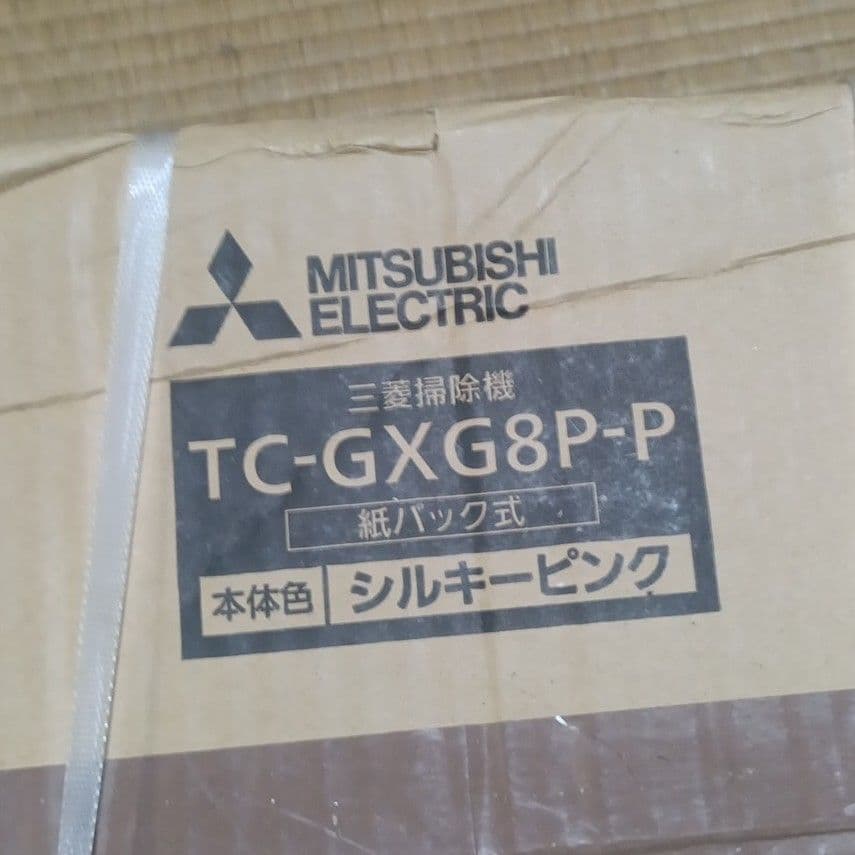 MITSUBISHI
ELECTRIC
三菱掃除機
TC-GXG8P-P
紙パック式
本体色 シルキーピンク